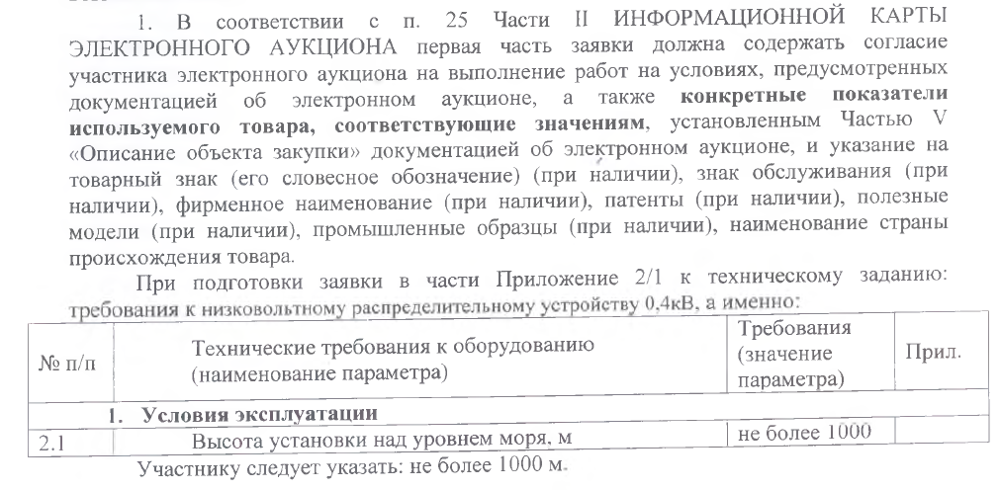 1. В соответствии с п. 25 Части II ИНФОРМАЦИОННОЙ КАРТЫ
ЭЛЕКТРОННОГО АУКЦИОНА первая часть заявки должна содержать согласие
участника электронного аукциона на выполнение работ на условиях, предусмотренных
документацией об электронном аукционе, а также конкретные показатели
используемого товара, соответствующие значениям, установленным Частью V
«Описание объекта закупки» документацией об электронном аукционе, и указание на
товарный знак (его словесное обозначение) (при наличии), знак обслуживания (при
наличии), фирменное наименование (при наличии), патенты (при наличии), полезные
модели (при наличии), промышленные образцы (при наличии), наименование страны
происхождения товара.
При подготовки заявки в части Приложение 2/1 к техническому заданию:
требования к низковольтному распределительному устройству 0,4кВ, а именно:
№ п/п
Технические требования к оборудованию
(наименование параметра)
Требования
(значение
параметра)
Прил.
1. Условия эксплуатации
2.1 Высота установки над уровнем моря, м не более 1000
Участнику следует указать: не более 1000 м.